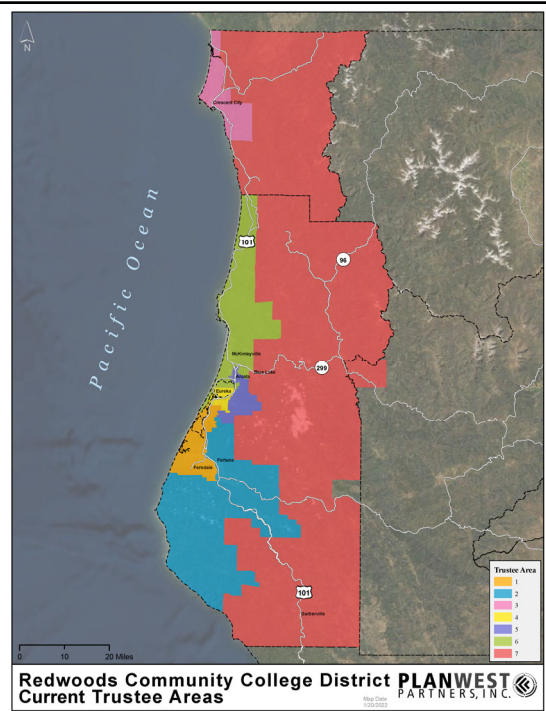 N
Crescent City
Pacific Ocean
101
96
McKinleyville
Arcata
Blue Lake
299
Eureka
Fortuna
Ferndale
101
Garberville
Trustee Area
1
2
3
4
5
6
7
0 10 20 Miles
Redwoods Community College District
Current Trustee Areas
Map Date
1/20/2022
PLANWEST
PARTNERS, INC.